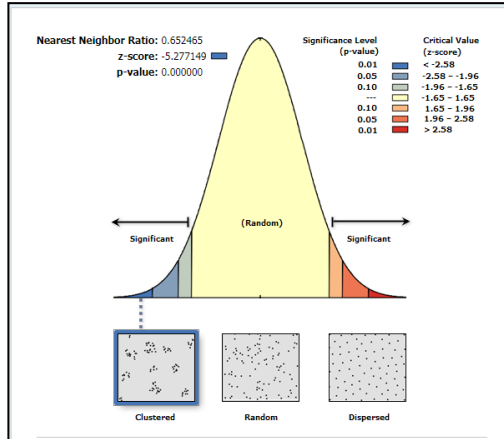 Nearest Neighbor Ratio: 0.652465
z-score: -5.277149
p-value: 0.000000
Significance Level
(p-value)
Critical Value
(z-score)
0.01 < -2.58
0.05 -2.58 – -1.96
0.10 -1.96 – -1.65
--- -1.65 – 1.65
0.10 1.65 – 1.96
0.05 1.96 – 2.58
0.01 > 2.58
(Random)
Significant
Significant
Clustered
Random
Dispersed